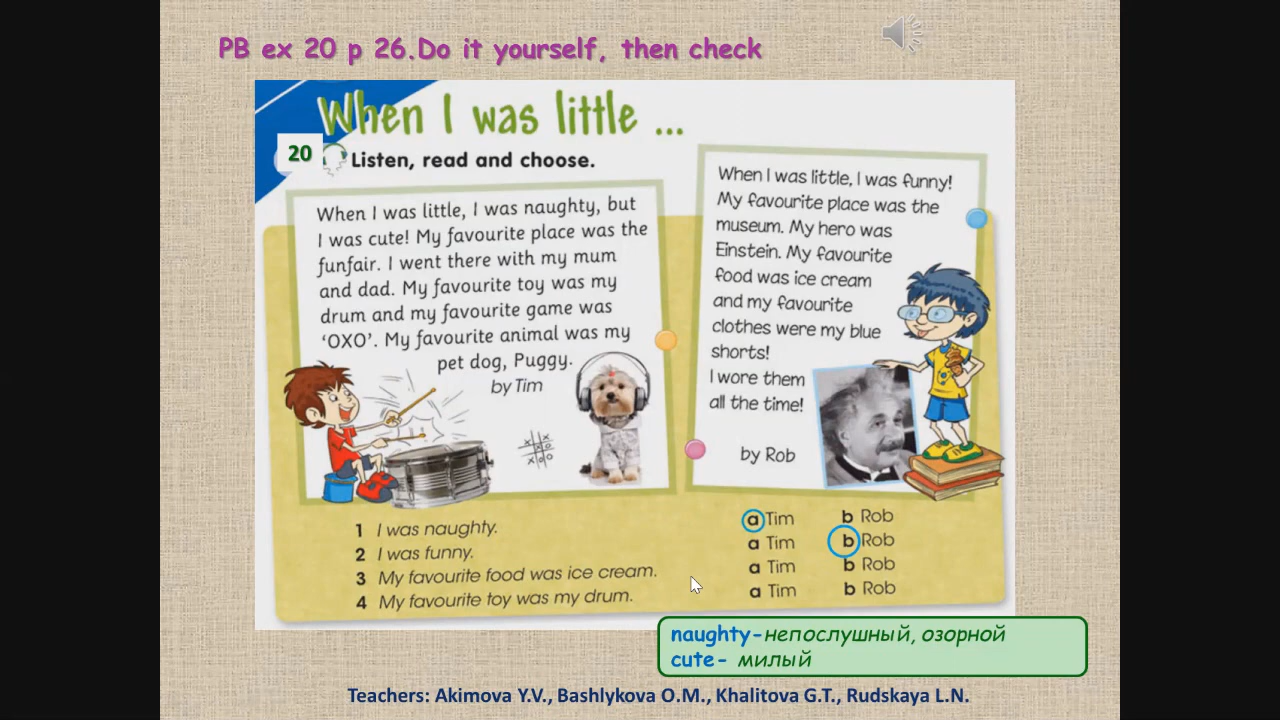 PB ex 20 p 26.Do it yourself, then check
When I was little ...
20
Listen, read and choose.
When I was little, I was naughty, but
I was cute! My favourite place was the
funfair. I went there with my mum
and dad. My favourite toy was my
drum and my favourite game was
‘OXO’. My favourite animal was my
pet dog, Puggy.
by Tim
When I was little, I was funny!
My favourite place was the
museum. My hero was
Einstein. My favourite
food was ice cream
and my favourite
clothes were my blue
shorts!
I wore them
all the time!
by Rob
1 I was naughty. a Tim b Rob
2 I was funny. a Tim b Rob
3 My favourite food was ice cream. a Tim b Rob
4 My favourite toy was my drum. a Tim b Rob
naughty-непослушный, озорной
cute- милый
Teachers: Akimova Y.V., Bashlykova O.M., Khalitova G.T., Rudskaya L.N.